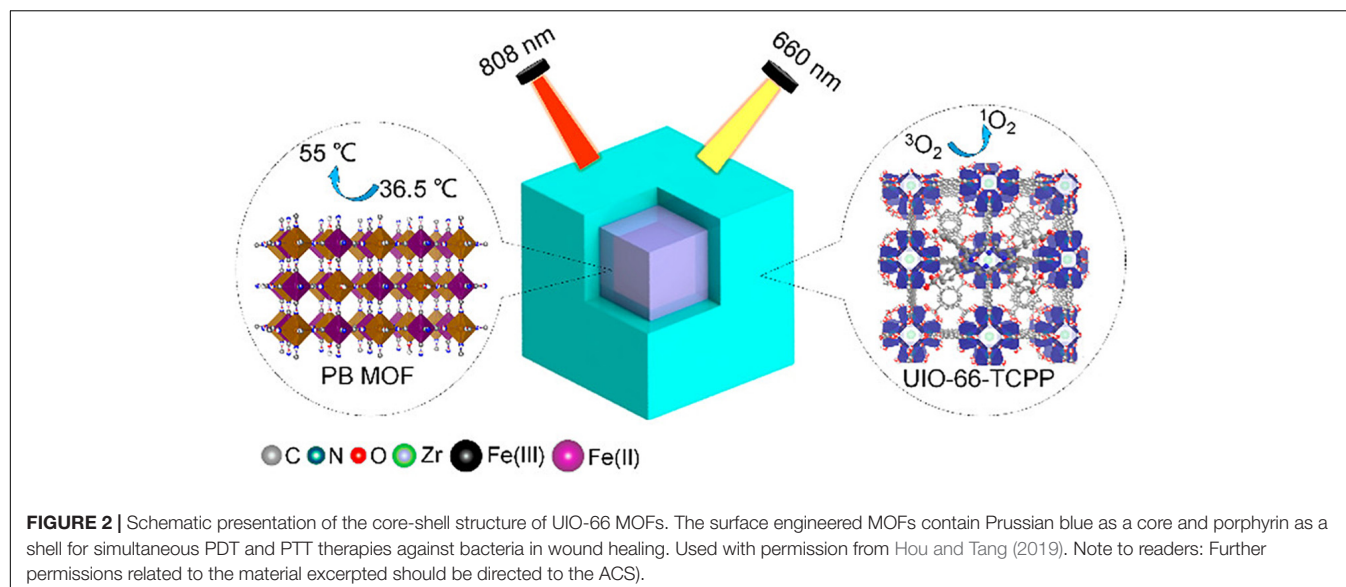 808 nm
660 nm
55 ℃
36.5 ℃
PB MOF
³O₂
¹O₂
UIO-66-TCPP
C N O Zr Fe(III) Fe(II)
FIGURE 2 | Schematic presentation of the core-shell structure of UIO-66 MOFs. The surface engineered MOFs contain Prussian blue as a core and porphyrin as a
shell for simultaneous PDT and PTT therapies against bacteria in wound healing. Used with permission from Hou and Tang (2019). Note to readers: Further
permissions related to the material excerpted should be directed to the ACS).